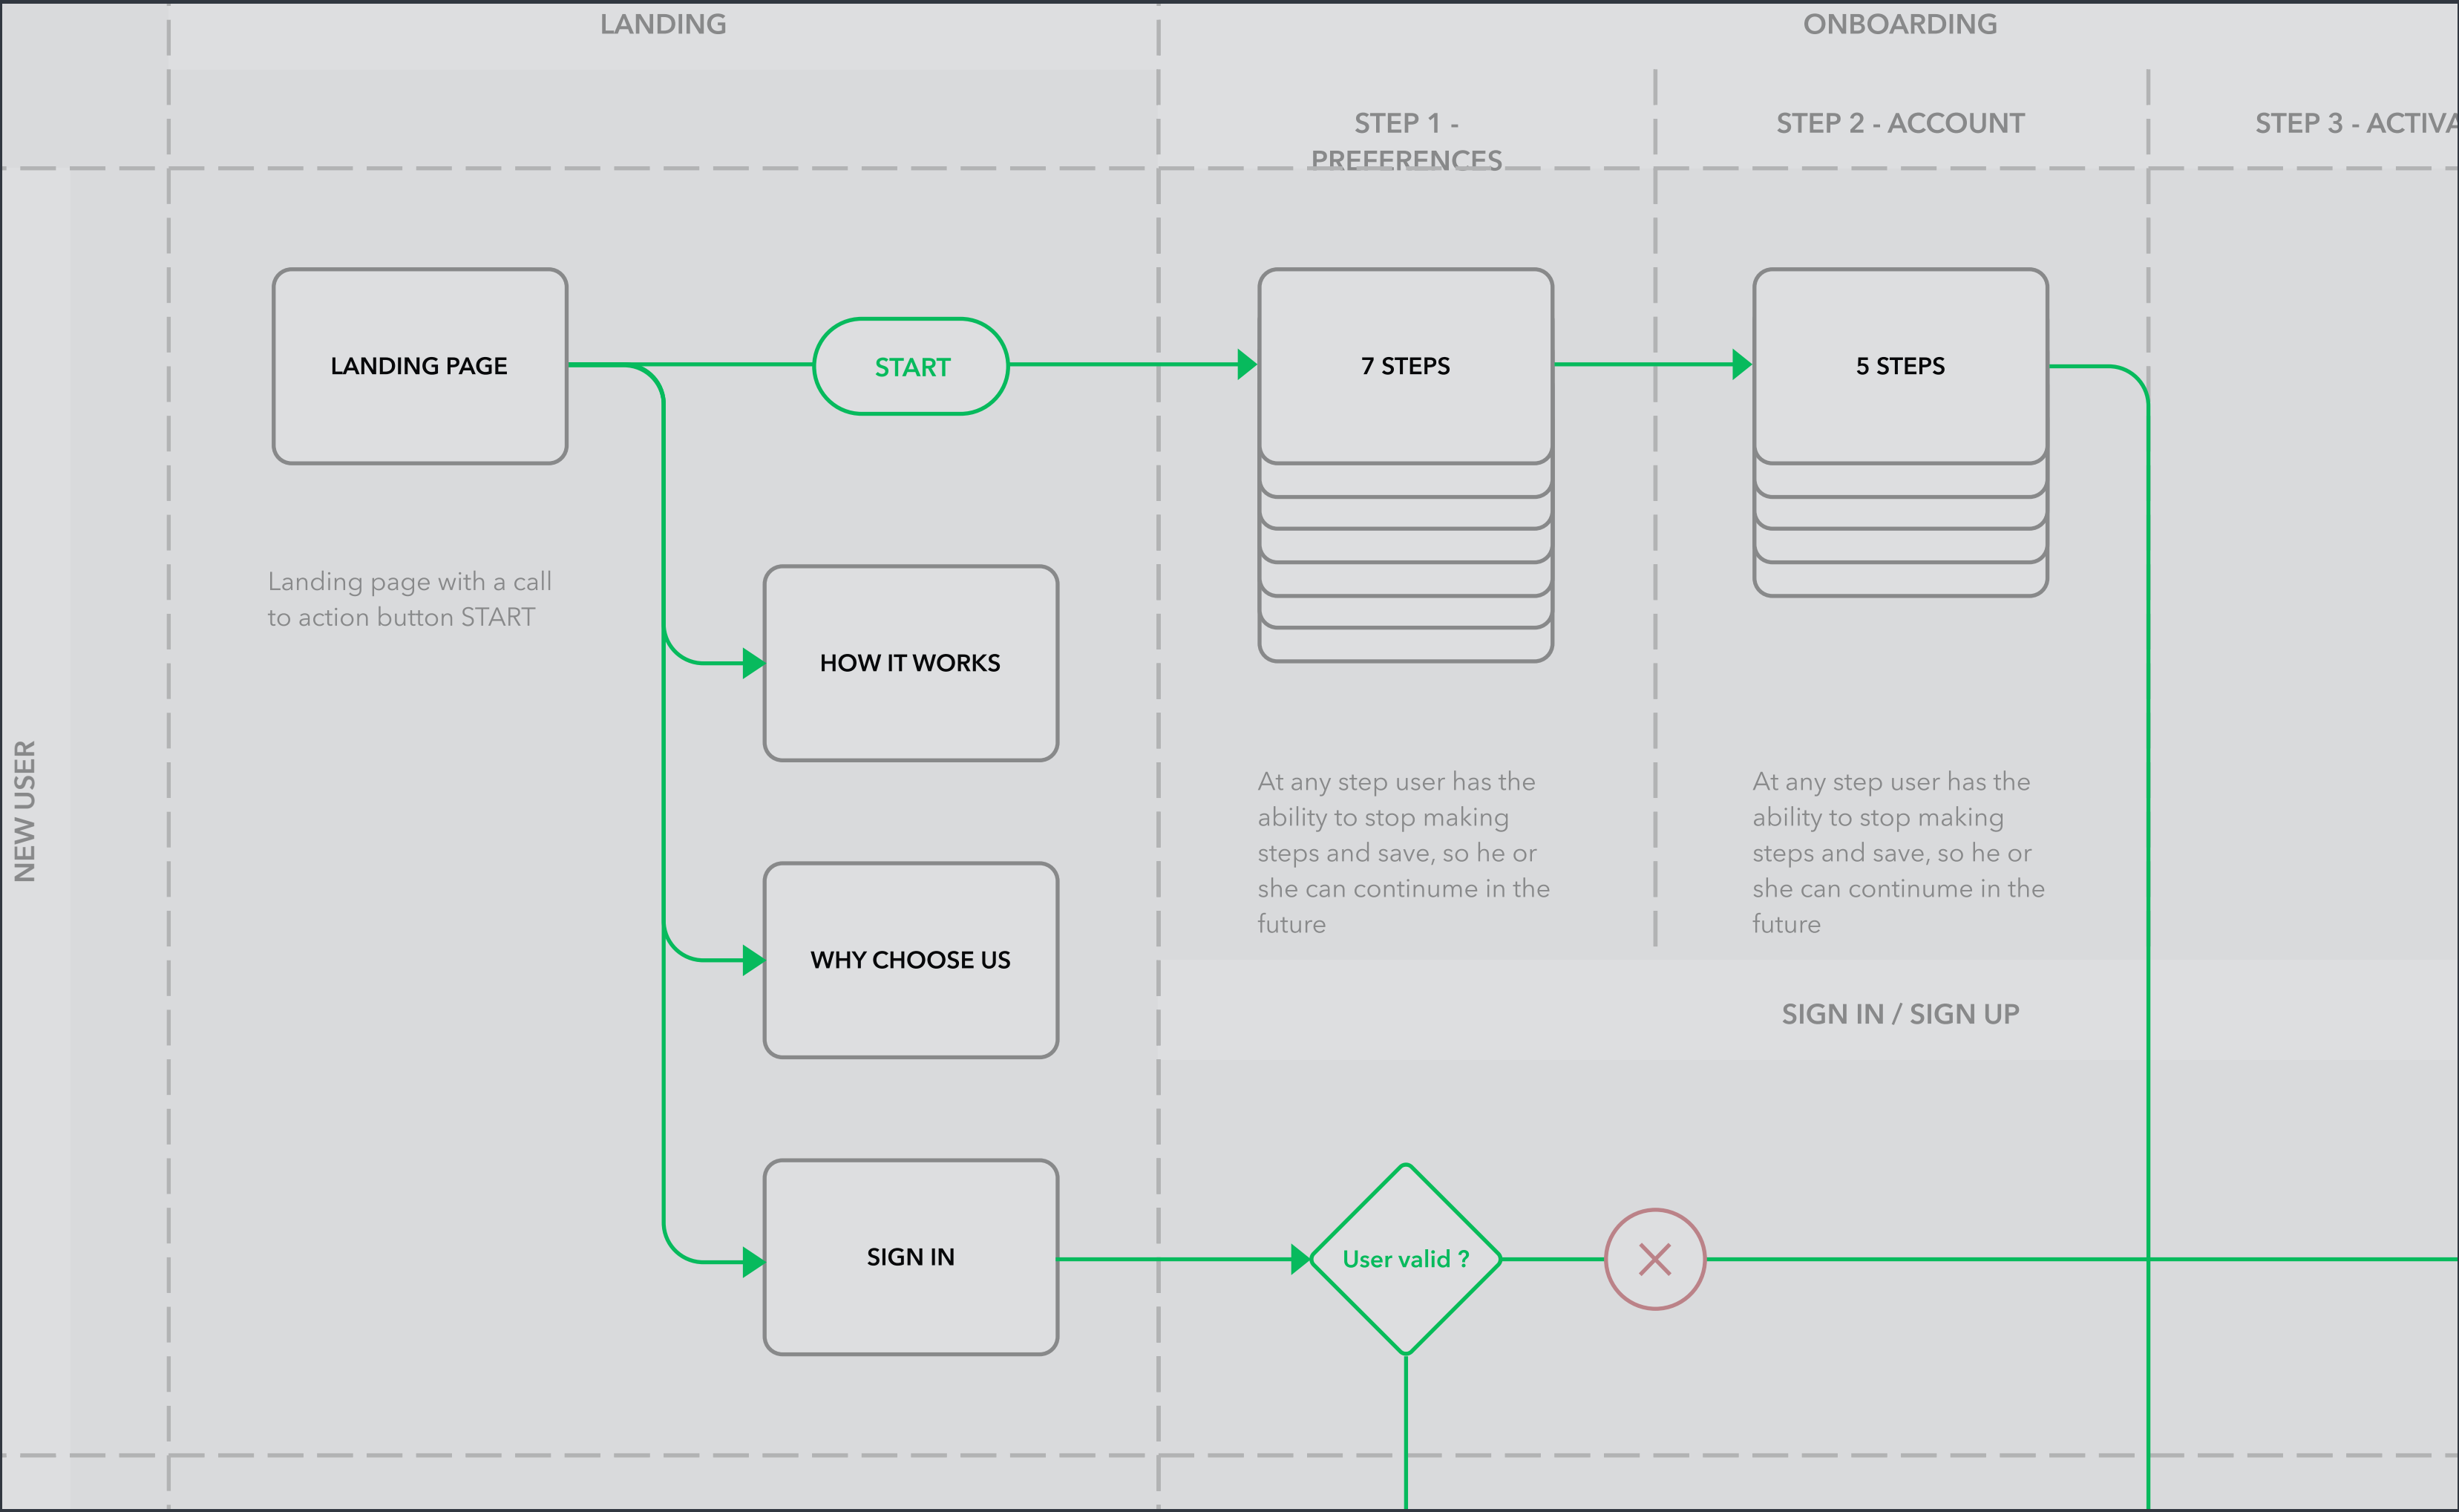 LANDING
ONBOARDING
STEP 1 -
PREFERENCES
STEP 2 - ACCOUNT
STEP 3 -
LANDING PAGE
START
7 STEPS
5 STEPS
Landing page with a call
to action button START
HOW IT WORKS
NEW USER
At any step user has the
ability to stop making
steps and save, so he or
she can continume in the
future
At any step user has the
ability to stop making
steps and save, so he or
she can continume in the
future
WHY CHOOSE US
SIGN IN / SIGN UP
SIGN IN
User valid ?